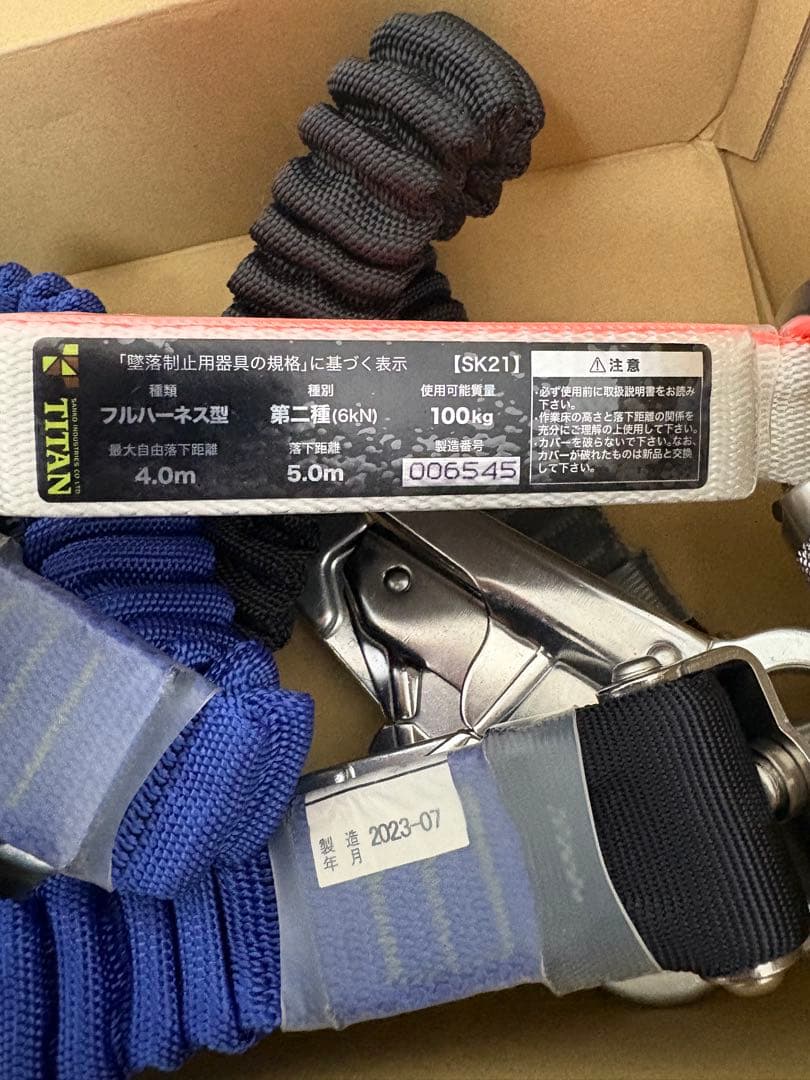 「墜落制止用器具の規格」に基づく表示 【SK21】
種類 種別 使用可能質量
フルハーネス型 第二種(6kN) 100kg
最大自由落下距離 落下距離 製造番号
4.0m 5.0m 006545
⚠注意
・必ず使用前に取扱説明書をお読み
下さい。
・作業床の高さと落下距離の関係を
充分にご理解の上使用して下さい。
・カバーを破らないで下さい。なお、
カバーが破れたものは新品と交換
して下さい。
TITAN
SANKO INDUSTRIES CO LTD
製造
年月 2023-07